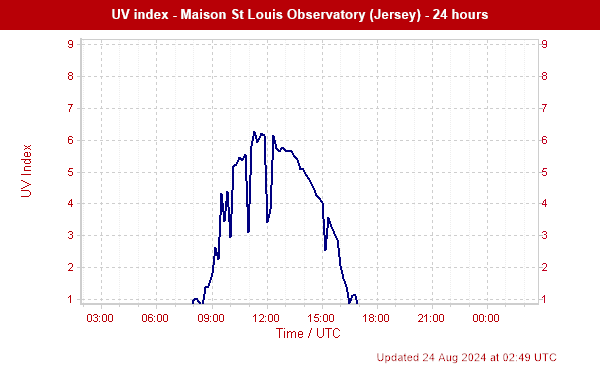 UV index - Maison St Louis Observatory (Jersey) - 24 hours
9 9
8 8
7 7
6 6
5 5
4 4
3 3
2 2
1 1
UV Index
03:00 06:00 09:00 12:00 15:00 18:00 21:00 00:00
Time / UTC
Updated 24 Aug 2024 at 02:49 UTC